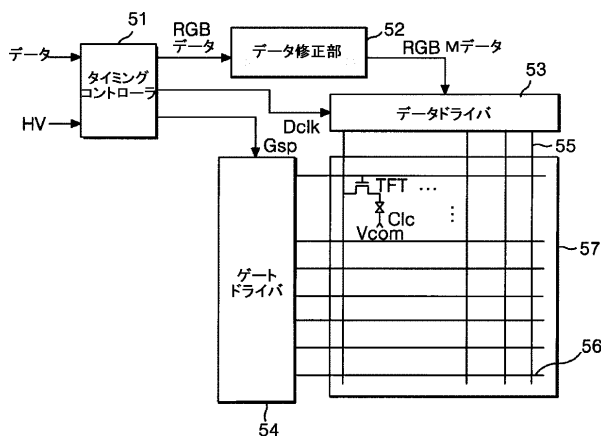 51
RGB
データ
データ
タイミング
コントローラ
HV
データ修正部
52
RGB Mデータ
53
データドライバ
Dclk
Gsp
55
TFT …
⋮
Clc
Vcom
57
ゲート
ドライバ
56
54